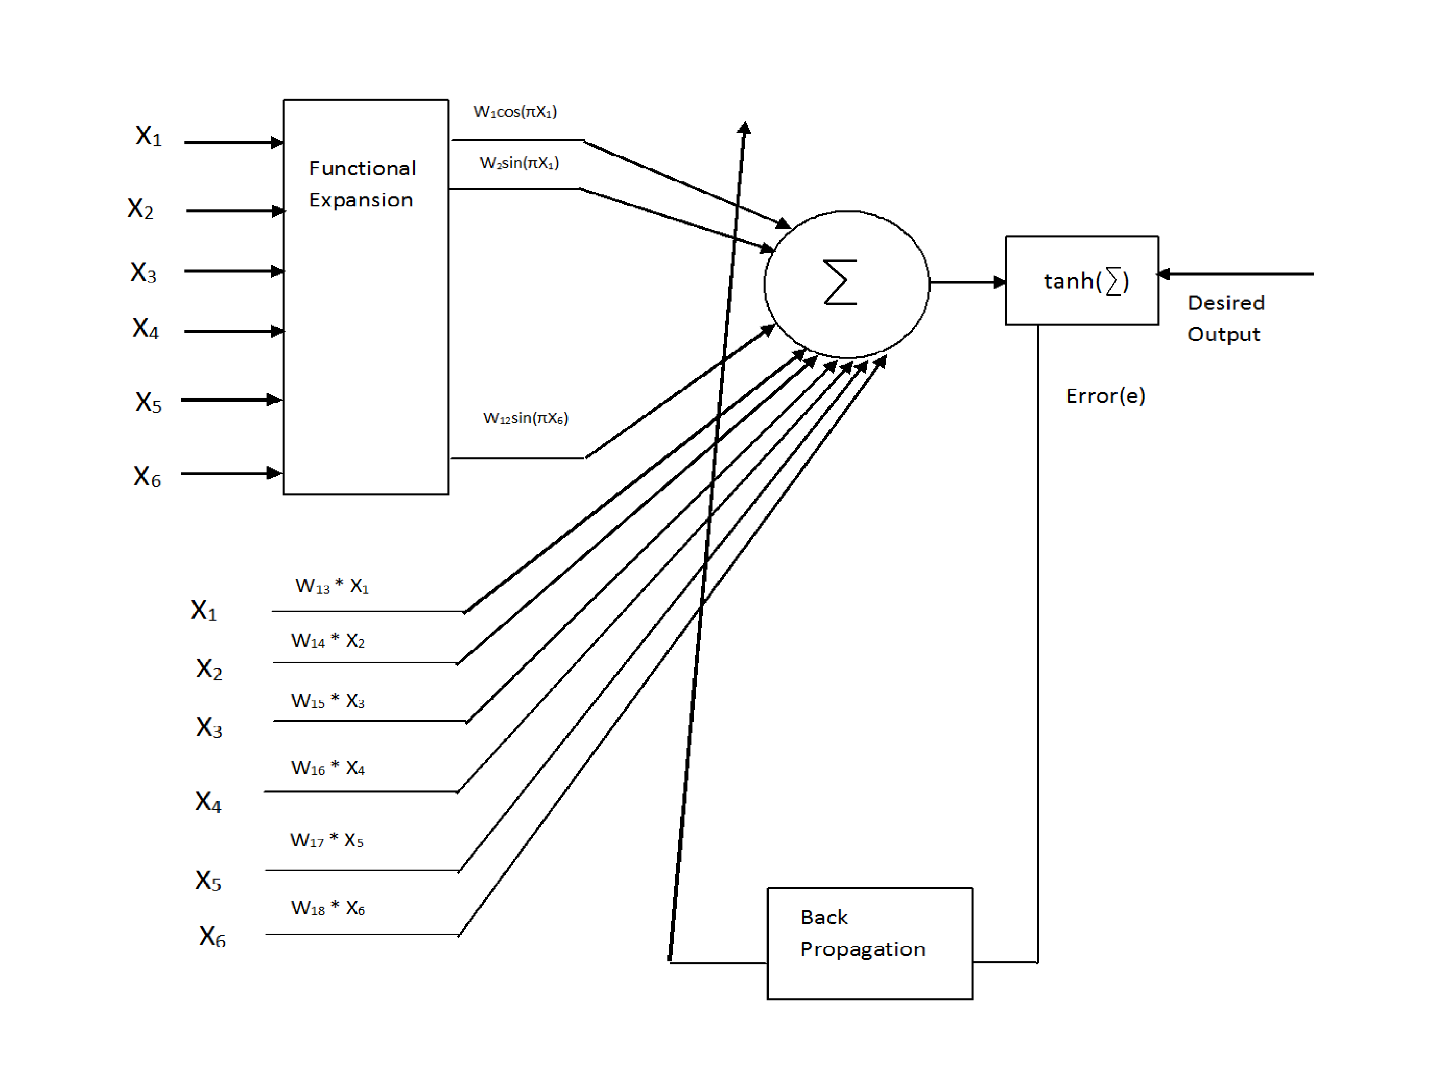 X₁
X₂
X₃
X₄
X₅
X₆
Functional
Expansion
W₁cos(πX₁)
W₂sin(πX₁)
W₁₂sin(πX₆)
∑
tanh(∑)
Desired
Output
Error(e)
X₁
W₁₃ * X₁
X₂
W₁₄ * X₂
X₃
W₁₅ * X₃
X₄
W₁₆ * X₄
X₅
W₁₇ * X₅
X₆
W₁₈ * X₆
Back
Propagation